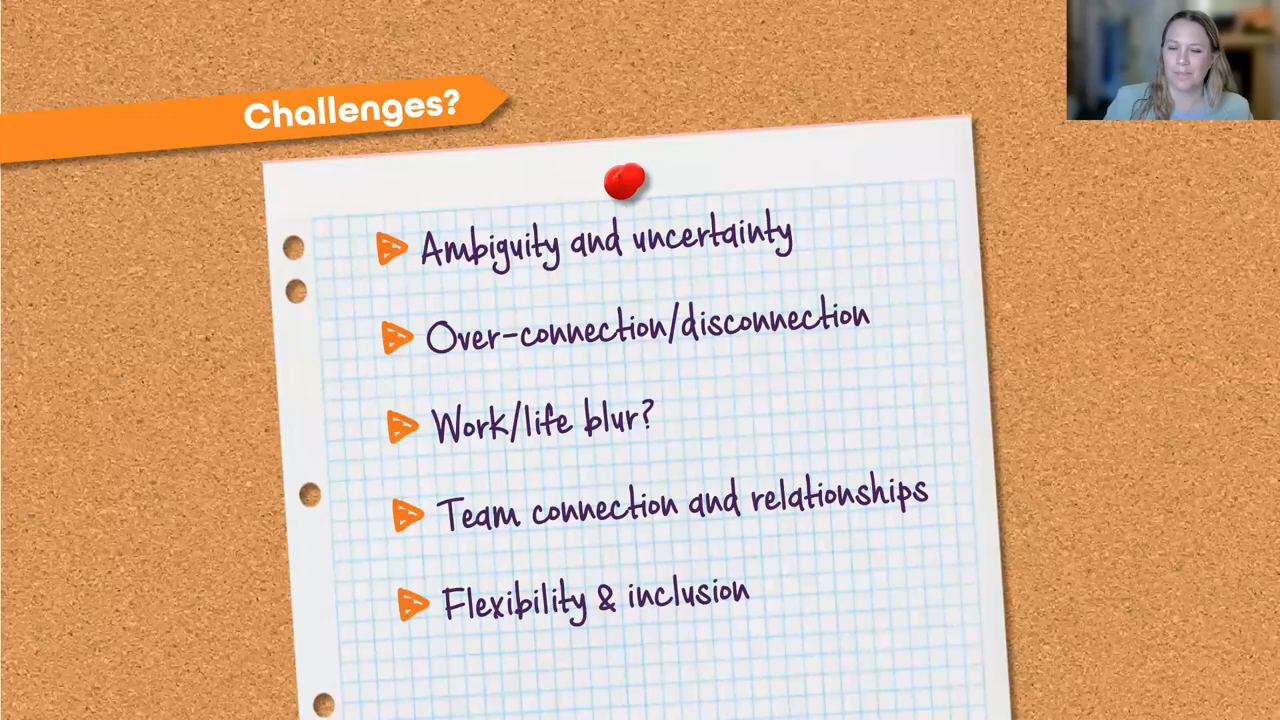 Challenges?
Ambiguity and uncertainty
Over-connection/disconnection
Work/life blur?
Team connection and relationships
Flexibility & inclusion